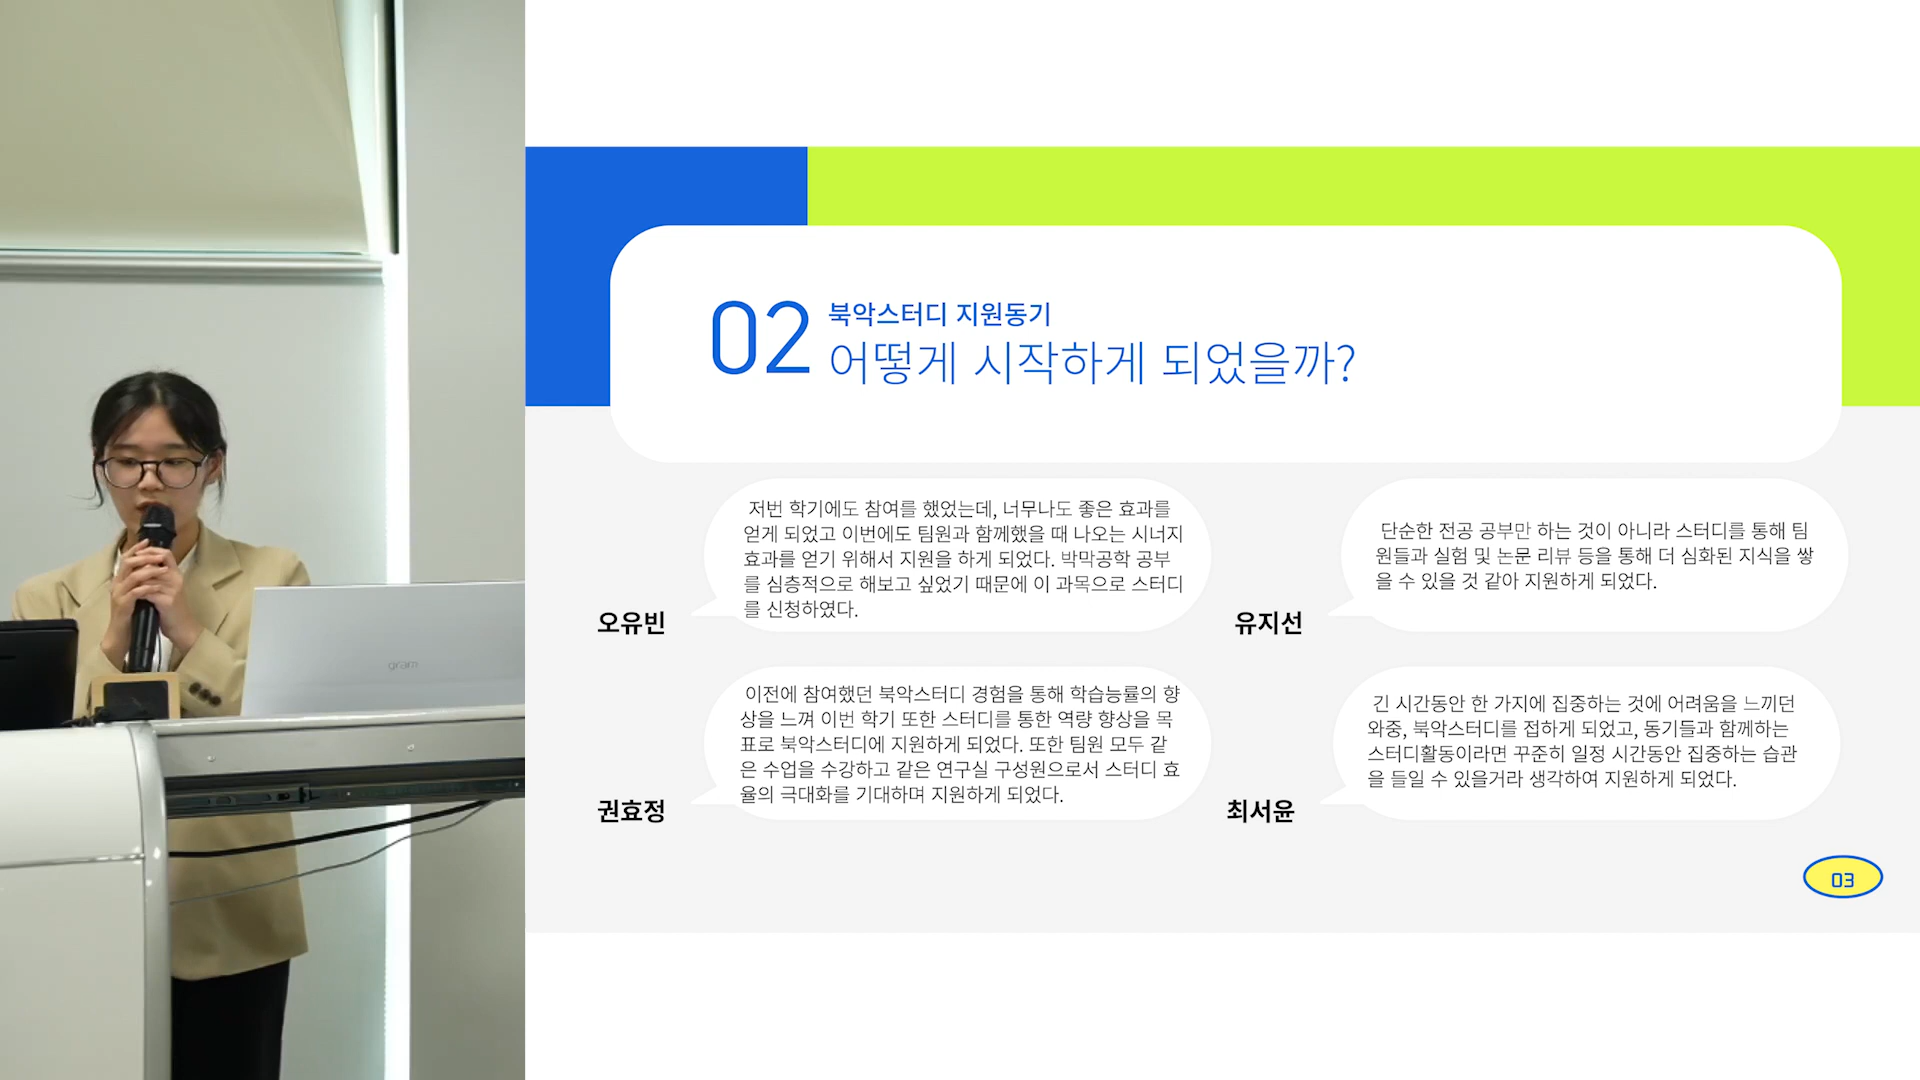 02
북악스터디 지원동기
어떻게 시작하게 되었을까?
저번 학기에도 참여를 했었는데, 너무나도 좋은 효과를
얻게 되었고 이번에도 팀원과 함께했을 때 나오는 시너지
효과를 얻기 위해서 지원을 하게 되었다. 박막공학 공부
를 심층적으로 해보고 싶었기 때문에 이 과목으로 스터디
를 신청하였다.
오유빈
단순한 전공 공부만 하는 것이 아니라 스터디를 통해 팀
원들과 실험 및 논문 리뷰 등을 통해 더 심화된 지식을 쌓
을 수 있을 것 같아 지원하게 되었다.
유지선
이전에 참여했던 북악스터디 경험을 통해 학습능률의 향
상을 느껴 이번 학기 또한 스터디를 통한 역량 향상을 목
표로 북악스터디에 지원하게 되었다. 또한 팀원 모두 같
은 수업을 수강하고 같은 연구실 구성원으로서 스터디 효
율의 극대화를 기대하며 지원하게 되었다.
권효정
긴 시간동안 한 가지에 집중하는 것에 어려움을 느끼던
와중, 북악스터디를 접하게 되었고, 동기들과 함께하는
스터디활동이라면 꾸준히 일정 시간동안 집중하는 습관
을 들일 수 있을거라 생각하여 지원하게 되었다.
최서윤
03
gram